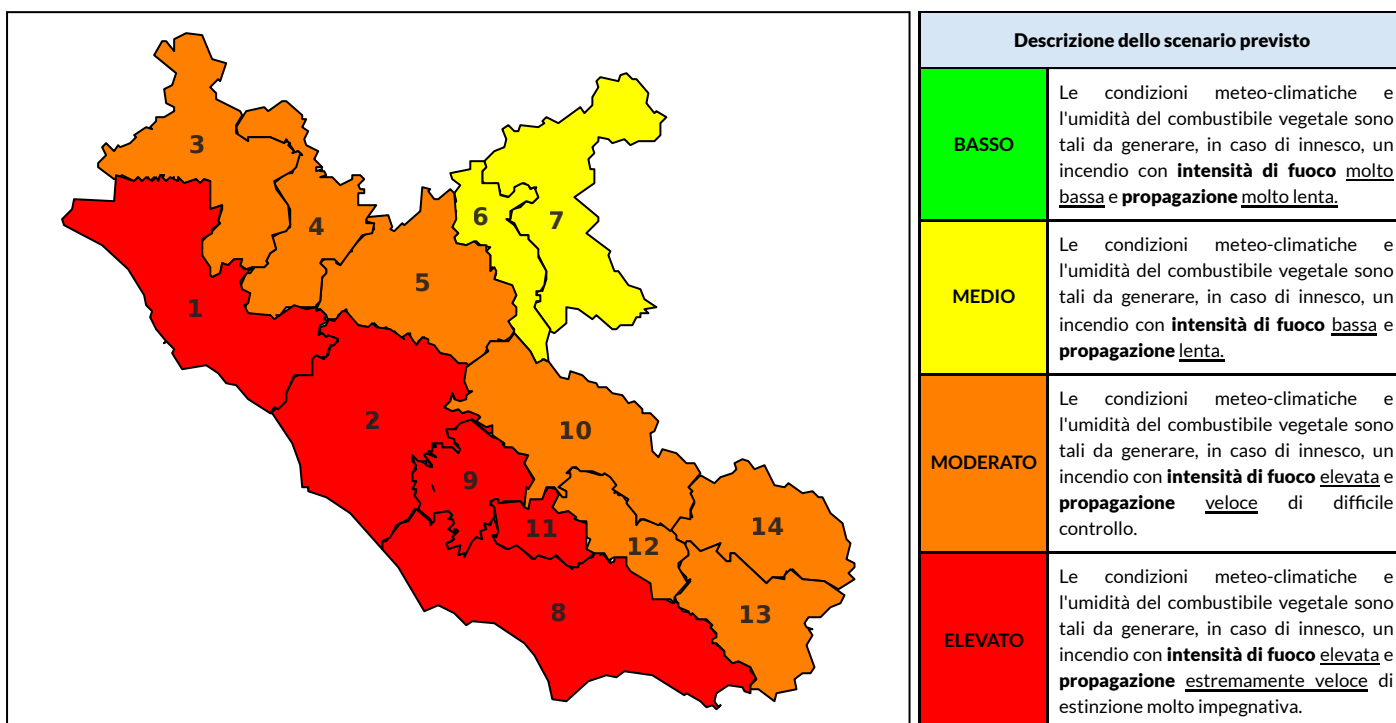 3
4
6
7
5
1
2
10
9
11
12
14
8
13
Descrizione dello scenario previsto
BASSO
Le condizioni meteo-climatiche e
l'umidità del combustibile vegetale sono
tali da generare, in caso di innesco, un
incendio con intensità di fuoco molto
bassa e propagazione molto lenta.
MEDIO
Le condizioni meteo-climatiche e
l'umidità del combustibile vegetale sono
tali da generare, in caso di innesco, un
incendio con intensità di fuoco bassa e
propagazione lenta.
MODERATO
Le condizioni meteo-climatiche e
l'umidità del combustibile vegetale sono
tali da generare, in caso di innesco, un
incendio con intensità di fuoco elevata e
propagazione veloce di difficile
controllo.
ELEVATO
Le condizioni meteo-climatiche e
l'umidità del combustibile vegetale sono
tali da generare, in caso di innesco, un
incendio con intensità di fuoco elevata e
propagazione estremamente veloce di
estinzione molto impegnativa.